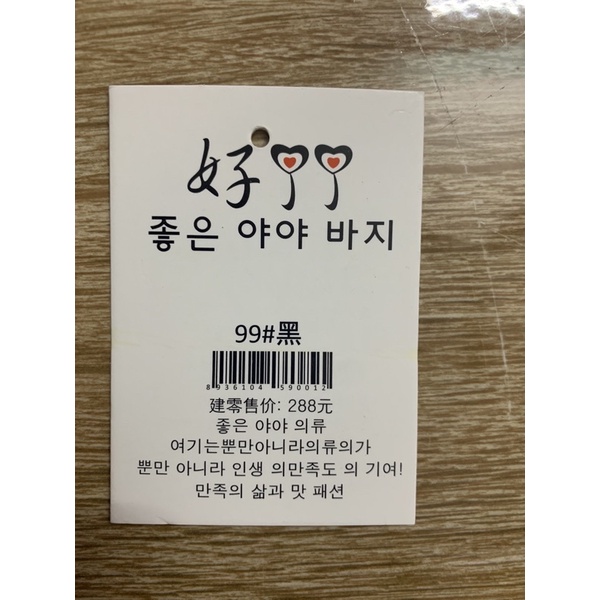 好丫丫
좋은 야야 바지
99#黑
8 936104 590012
建零售价: 288元
좋은 야야 의류
여기는뿐만아니라의류의가
뿐만 아니라 인생 의만족도 의 기여!
만족의 삶과 맛 패션